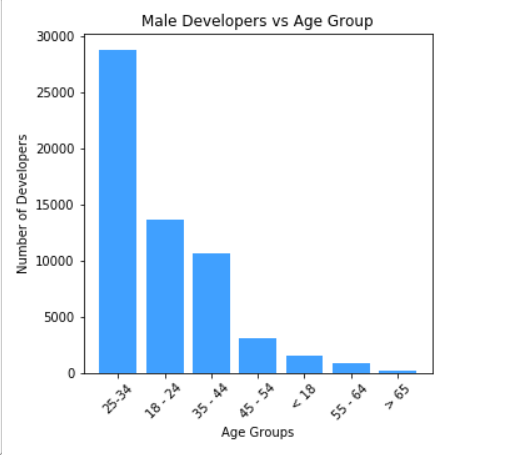 Male Developers vs Age Group
30000
25000
20000
15000
10000
5000
0
Number of Developers
25-34
18 - 24
35 - 44
45 - 54
< 18
55 - 64
> 65
Age Groups